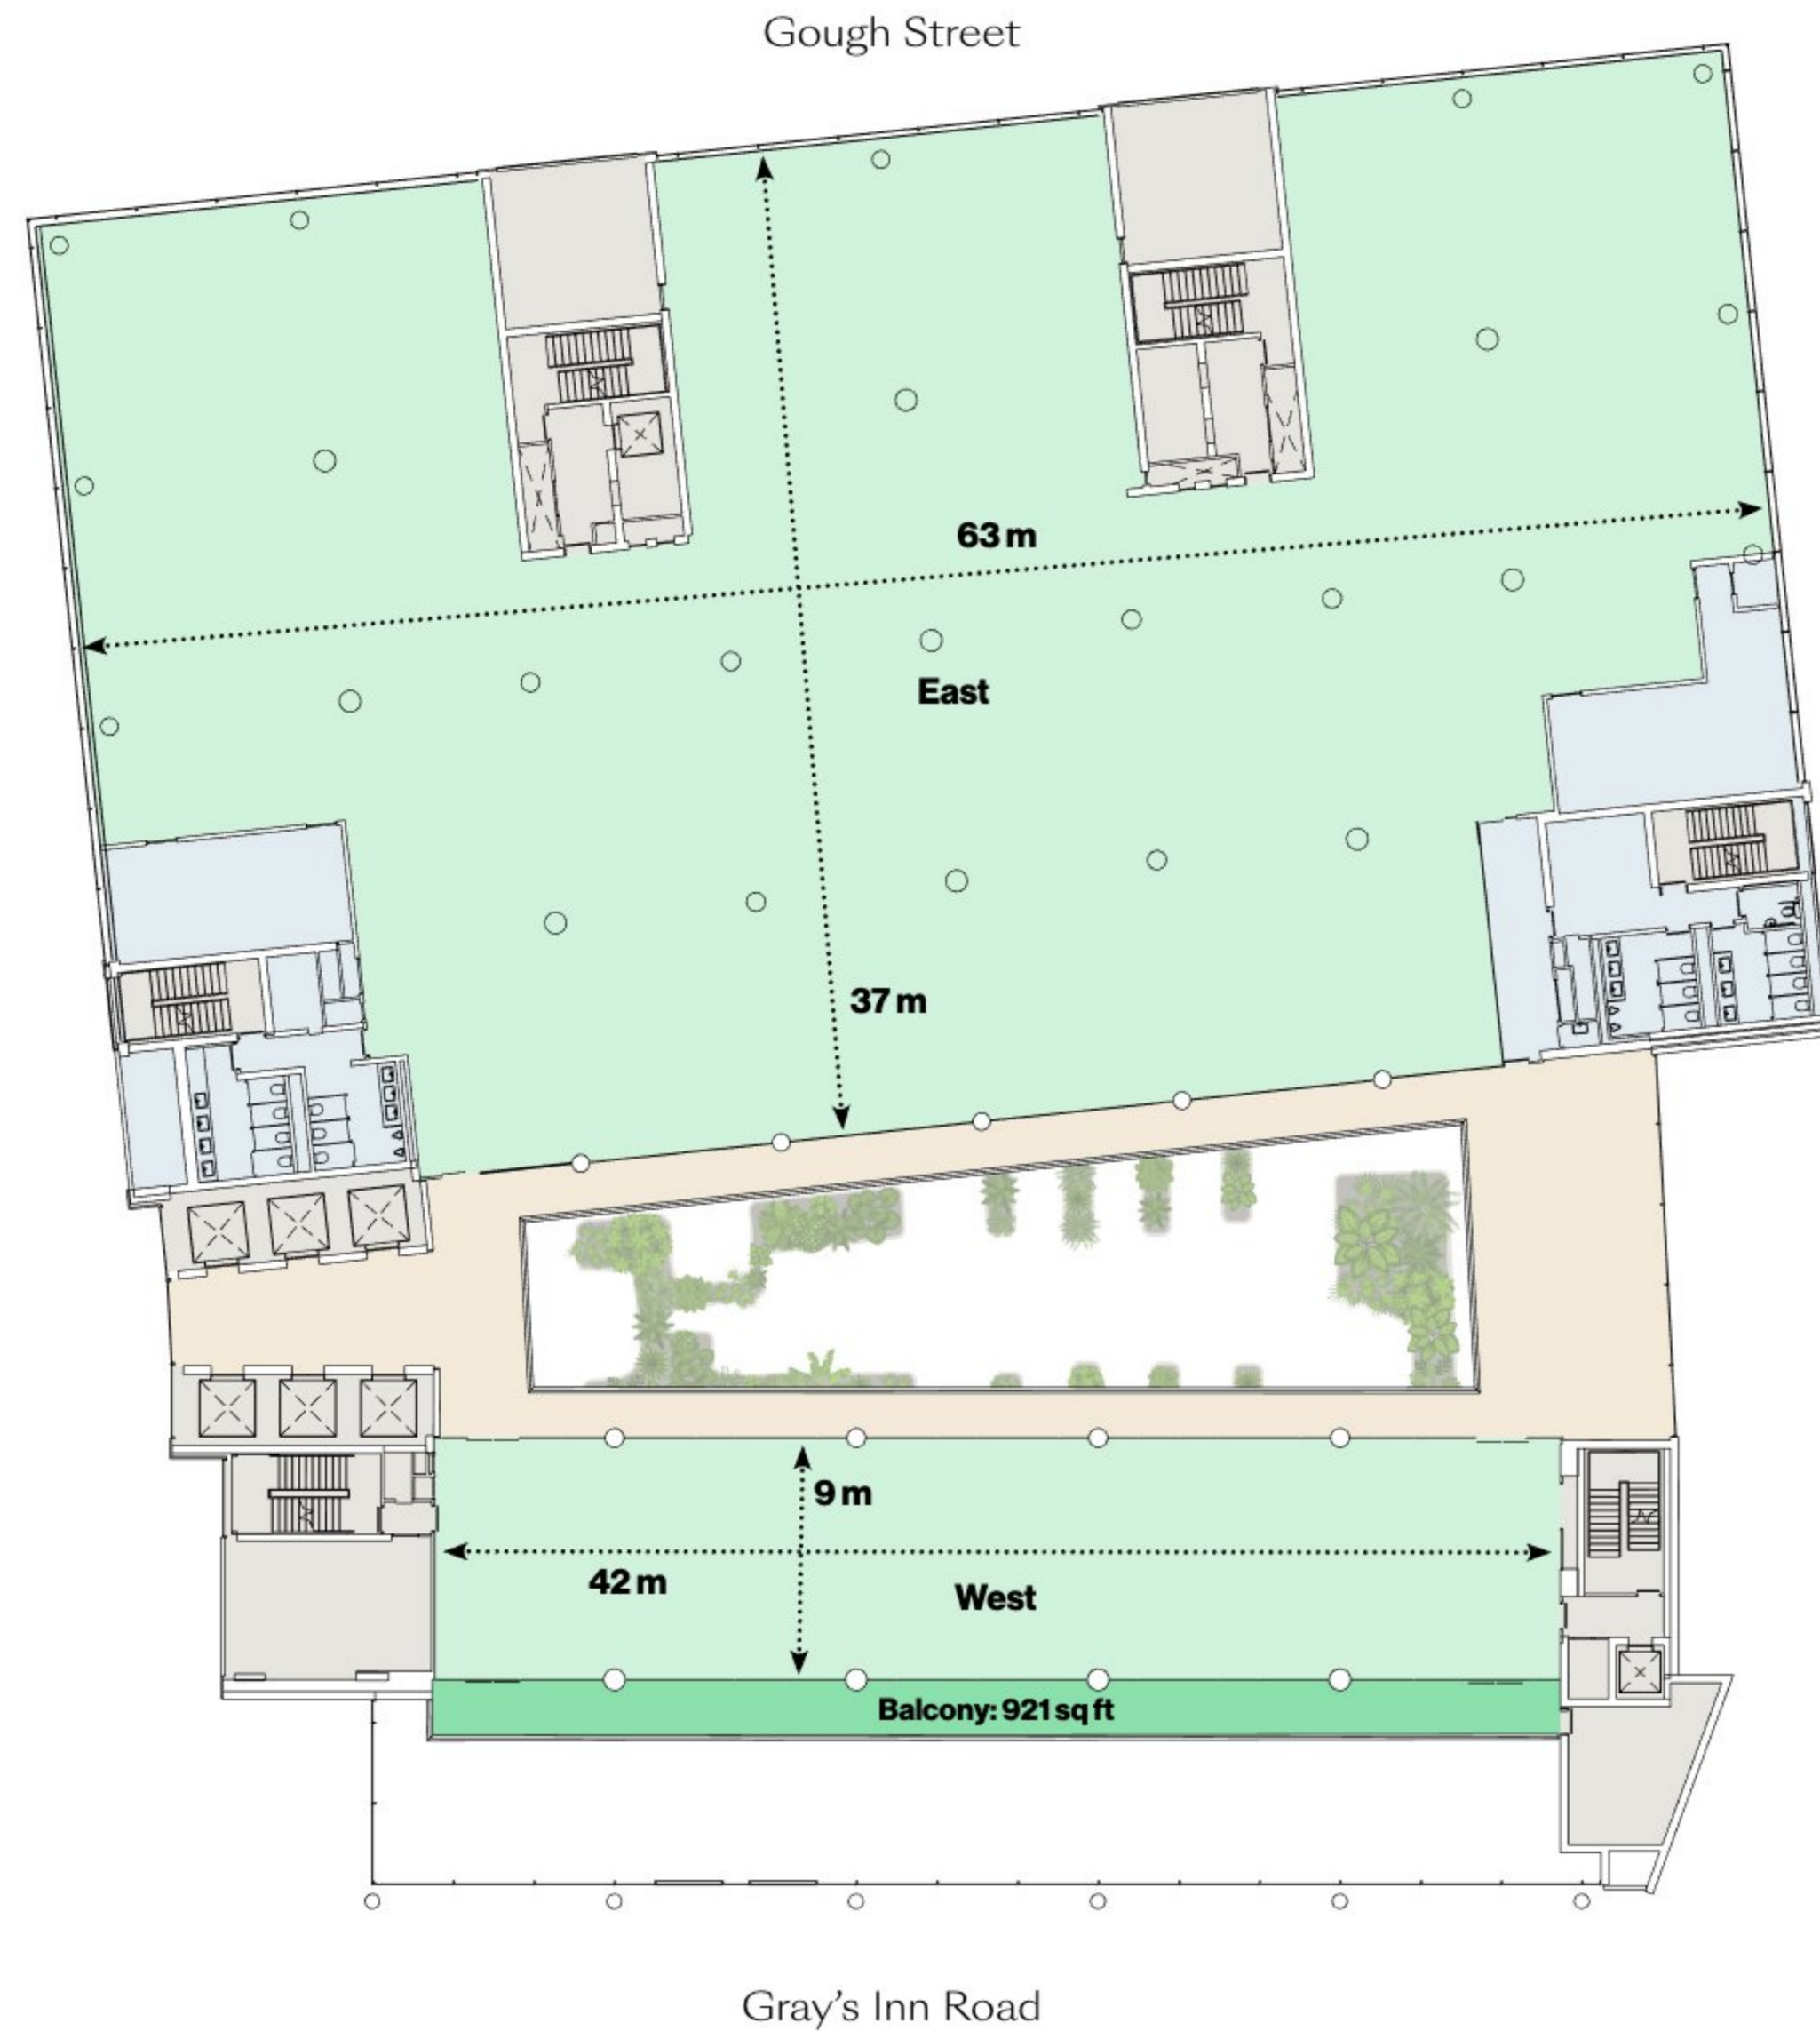 Gough Street
63 m
East
37 m
9 m
42 m
West
Balcony: 921 sq ft
Gray’s Inn Road